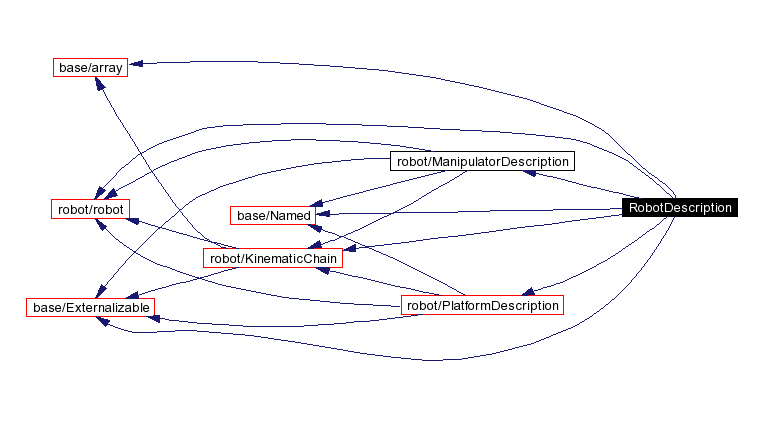 base/array
robot/ManipulatorDescription
robot/robot
base/Named
RobotDescription
robot/KinematicChain
base/Externalizable
robot/PlatformDescription